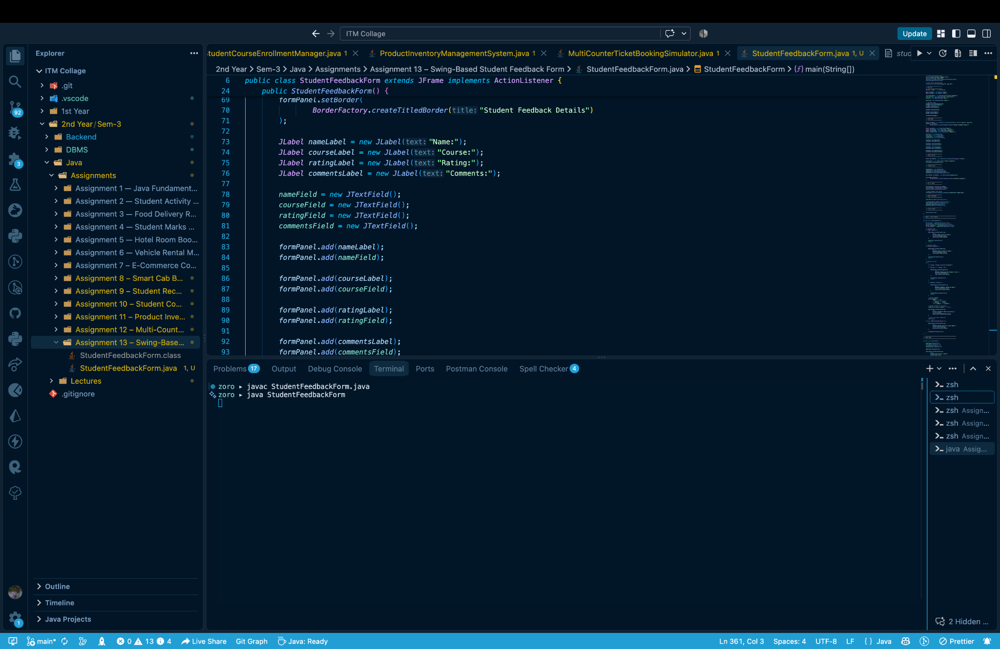 ITM Collage
Update
Explorer
tudentCourseEnrollmentManager.java 1
ProductInventoryManagementSystem.java 1
MultiCounterTicketBookingSimulator.java 1
StudentFeedbackForm.java 1, U
stud
2nd Year > Sem-3 > Java > Assignments > Assignment 13 – Swing-Based Student Feedback Form > StudentFeedbackForm.java > StudentFeedbackForm > main(String[])
ITM Collage
.git
.vscode
1st Year
2nd Year / Sem-3
Backend
DBMS
Java
Assignments
Assignment 1 — Java Fundament...
Assignment 2 — Student Activity ...
Assignment 3 — Food Delivery R...
Assignment 4 — Student Marks ...
Assignment 5 — Hotel Room Boo...
Assignment 6 — Vehicle Rental M...
Assignment 7 – E-Commerce Co...
Assignment 8 – Smart Cab B...
Assignment 9 – Student Rec...
Assignment 10 – Student Co...
Assignment 11 – Product Inve...
Assignment 12 – Multi-Count...
Assignment 13 – Swing-Base...
StudentFeedbackForm.class
StudentFeedbackForm.java 1, U
Lectures
.gitignore
92
3
Outline
Timeline
Java Projects
1
6 public class StudentFeedbackForm extends JFrame implements ActionListener {
24 public StudentFeedbackForm() {
69 formPanel.setBorder(
70 BorderFactory.createTitledBorder(title: "Student Feedback Details")
71 );
72
73 JLabel nameLabel = new JLabel(text: "Name:");
74 JLabel courseLabel = new JLabel(text: "Course:");
75 JLabel ratingLabel = new JLabel(text: "Rating:");
76 JLabel commentsLabel = new JLabel(text: "Comments:");
77
78 nameField = new JTextField();
79 courseField = new JTextField();
80 ratingField = new JTextField();
81 commentsField = new JTextField();
82
83 formPanel.add(nameLabel);
84 formPanel.add(nameField);
85
86 formPanel.add(courseLabel);
87 formPanel.add(courseField);
88
89 formPanel.add(ratingLabel);
90 formPanel.add(ratingField);
91
92 formPanel.add(commentsLabel);
93 formPanel.add(commentsField);
Problems 17 Output Debug Console Terminal Ports Postman Console Spell Checker 4
zoro ▸ javac StudentFeedbackForm.java
zoro ▸ java StudentFeedbackForm
zsh
zsh
zsh Assign...
zsh Assign...
zsh Assign...
java Assig...
2 Hidden ...
main* 0 13 4 Live Share Git Graph Java: Ready
Ln 361, Col 3 Spaces: 4 UTF-8 LF { } Java Prettier